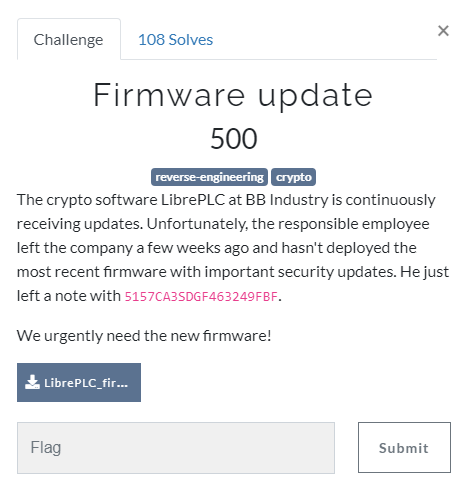 Challenge 108 Solves ×
Firmware update
500
reverse-engineering crypto
The crypto software LibrePLC at BB Industry is continuously
receiving updates. Unfortunately, the responsible employee
left the company a few weeks ago and hasn't deployed the
most recent firmware with important security updates. He just
left a note with 5157CA3SDGF463249FBF.
We urgently need the new firmware!
LibrePLC_fir...
Flag Submit